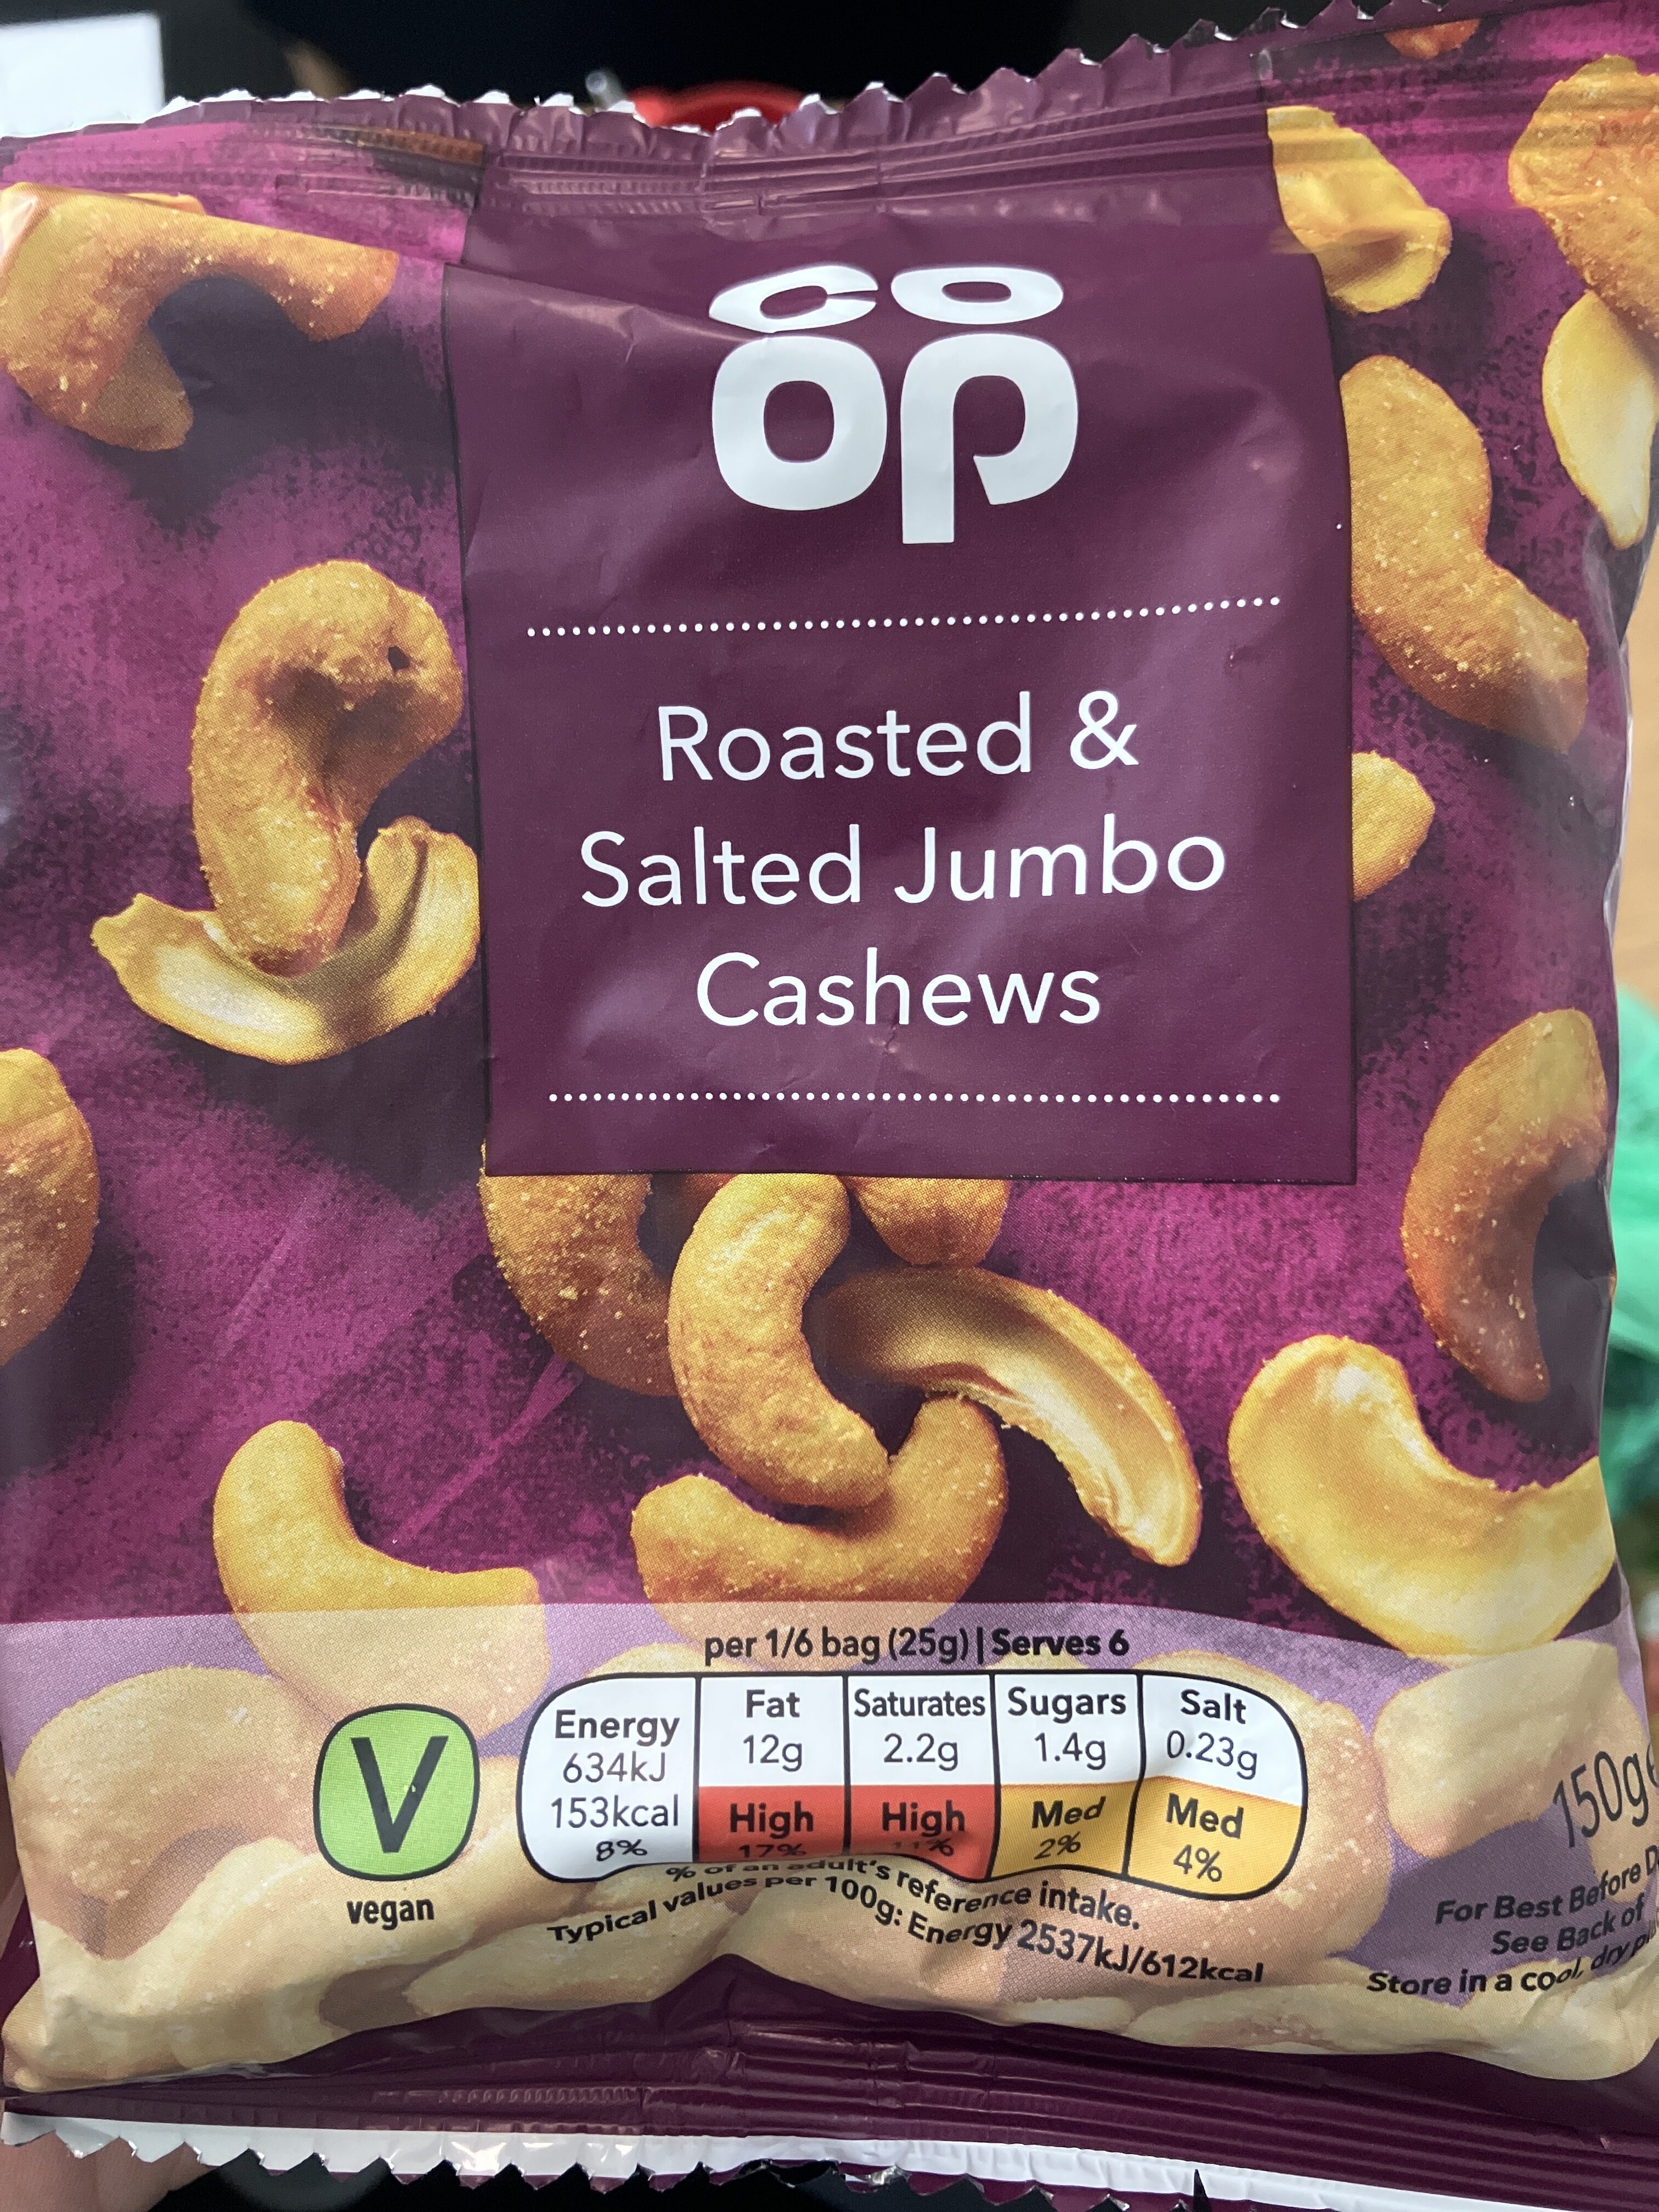 co
op
Roasted &
Salted Jumbo
Cashews
per 1/6 bag (25g) | Serves 6
Energy
634kJ
153kcal
8%
Fat
12g
High
17%
Saturates
2.2g
High
11%
Sugars
1.4g
Med
2%
Salt
0.23g
Med
4%
% of an adult's reference intake.
Typical values per 100g: Energy 2537kJ/612kcal
V
vegan
150g
For Best Before
See Back of
Store in a cool, dry